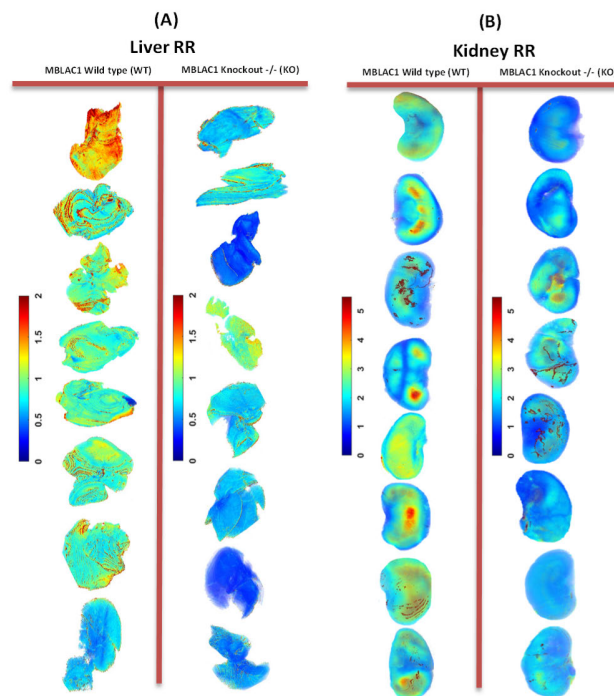 (A)
Liver RR
MBLAC1 Wild type (WT)
MBLAC1 Knockout -/- (KO)
2
1.5
1
0.5
0
2
1.5
1
0.5
0
(B)
Kidney RR
MBLAC1 Wild type (WT)
MBLAC1 Knockout -/- (KO)
5
4
3
2
1
0
5
4
3
2
1
0